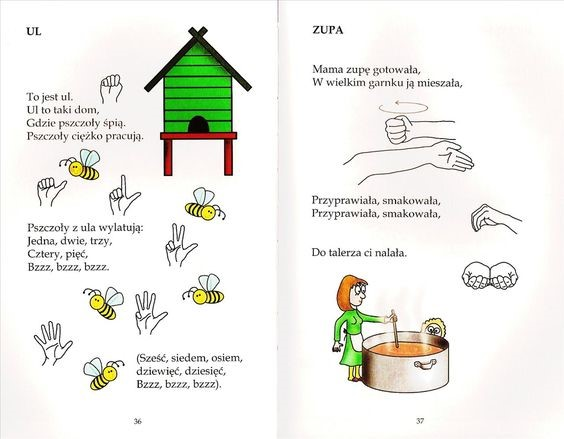 UL
To jest ul.
Ul to taki dom,
Gdzie pszczoły śpią.
Pszczoły ciężko pracują.
Pszczoły z ula wylatują:
Jedna, dwie, trzy,
Cztery, pięć,
Bzzz, bzzz, bzzz.
(Sześć, siedem, osiem,
dziewięć, dziesięć,
Bzzz, bzzz, bzzz).
36
ZUPA
Mama zupę gotowała,
W wielkim garnku ją mieszała,
Przyprawiała, smakowała,
Przyprawiała, smakowała,
Do talerza ci nalała.
37